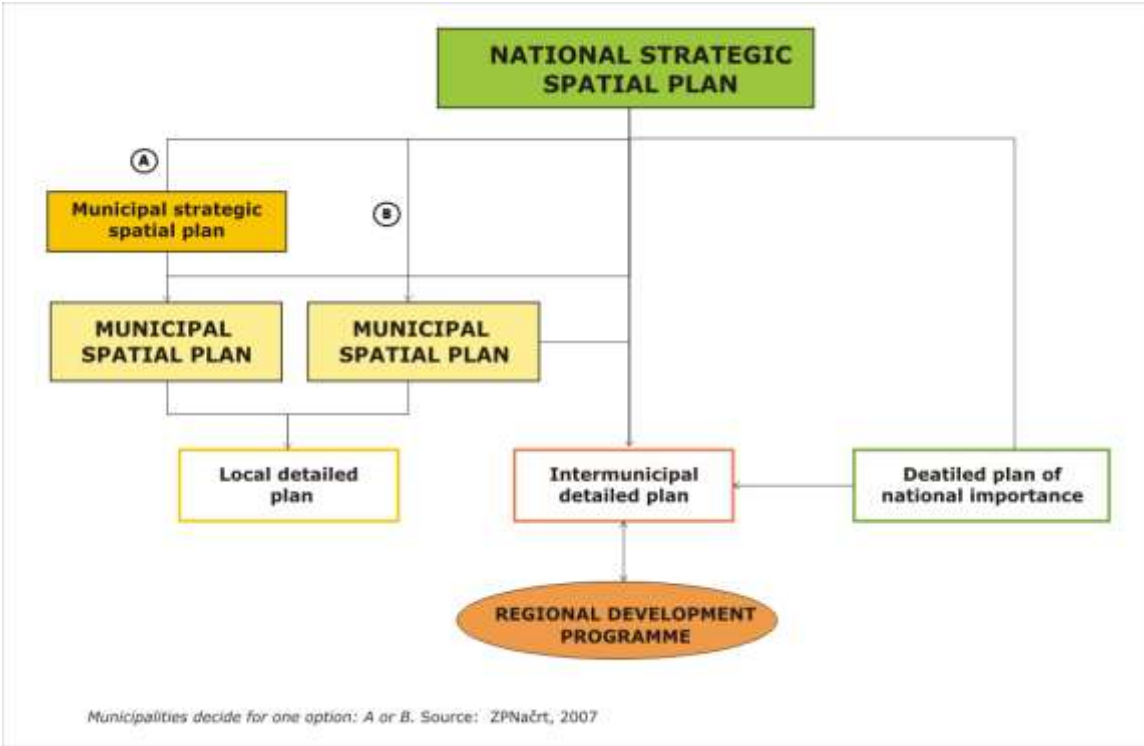 NATIONAL STRATEGIC
SPATIAL PLAN
A
Municipal strategic
spatial plan
B
MUNICIPAL
SPATIAL PLAN
MUNICIPAL
SPATIAL PLAN
Local detailed
plan
Intermunicipal
detailed plan
Deatiled plan of
national importance
REGIONAL DEVELOPMENT
PROGRAMME
Municipalities decide for one option: A or B. Source: ZPNačrt, 2007